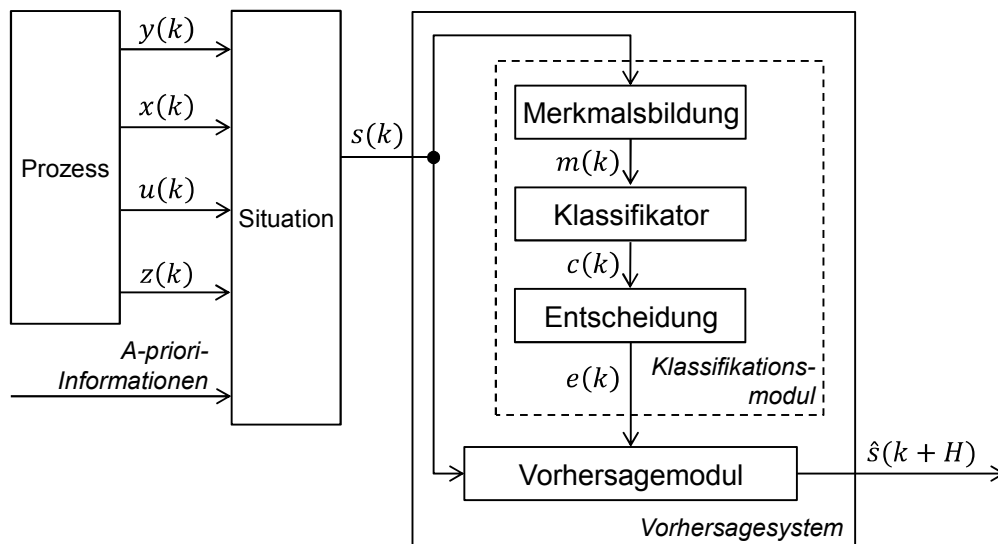 y(k)
x(k)
Prozess
u(k)
z(k)
A-priori-
Informationen
Situation
s(k)
Merkmalsbildung
m(k)
Klassifikator
c(k)
Entscheidung
e(k)
Klassifikations-
modul
Vorhersagemodul
ŝ(k + H)
Vorhersagesystem